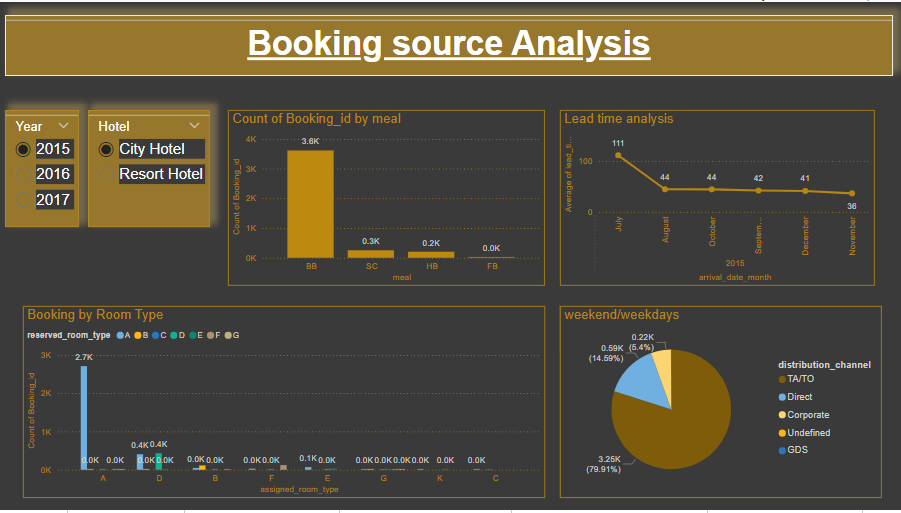 Booking source Analysis
Year
2015
2016
2017
Hotel
City Hotel
Resort Hotel
Count of Booking_id by meal
Count of Booking_id
4K
3K
2K
1K
0K
3.6K
0.3K
0.2K
0.0K
BB
SC
HB
FB
meal
Lead time analysis
Average of lead_ti...
100
0
111
44
44
42
41
36
July
August
October
Septem...
December
November
2015
arrival_date_month
Booking by Room Type
reserved_room_type A B C D E F G
Count of Booking_id
3K
2K
1K
0K
2.7K
0.0K 0.0K
0.4K 0.4K
0.0K 0.0K
0.0K 0.0K
0.0K 0.0K
0.1K 0.0K
0.0K 0.0K 0.0K 0.0K
0.0K
A
D
B
F
E
G
K
C
assigned_room_type
weekend/weekdays
0.22K
(5.4%)
0.59K
(14.59%)
3.25K
(79.91%)
distribution_channel
TA/TO
Direct
Corporate
Undefined
GDS